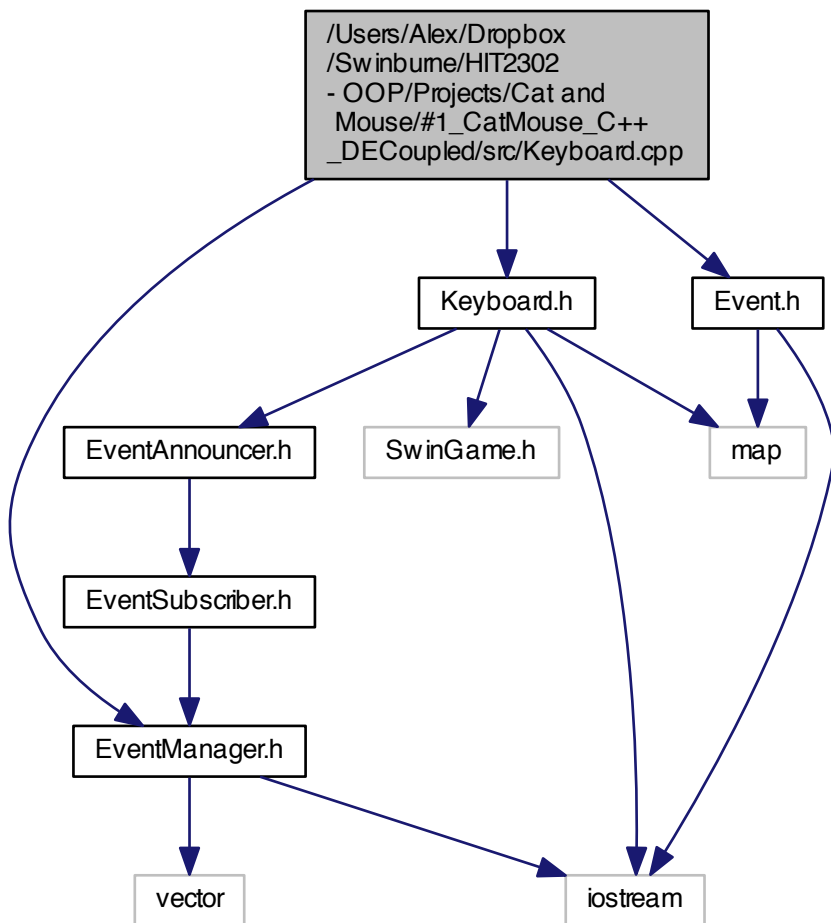 /Users/Alex/Dropbox
/Swinburne/HIT2302
- OOP/Projects/Cat and
Mouse/#1_CatMouse_C++
_DECoupled/src/Keyboard.cpp
Keyboard.h
Event.h
EventAnnouncer.h
SwinGame.h
map
EventSubscriber.h
EventManager.h
vector
iostream